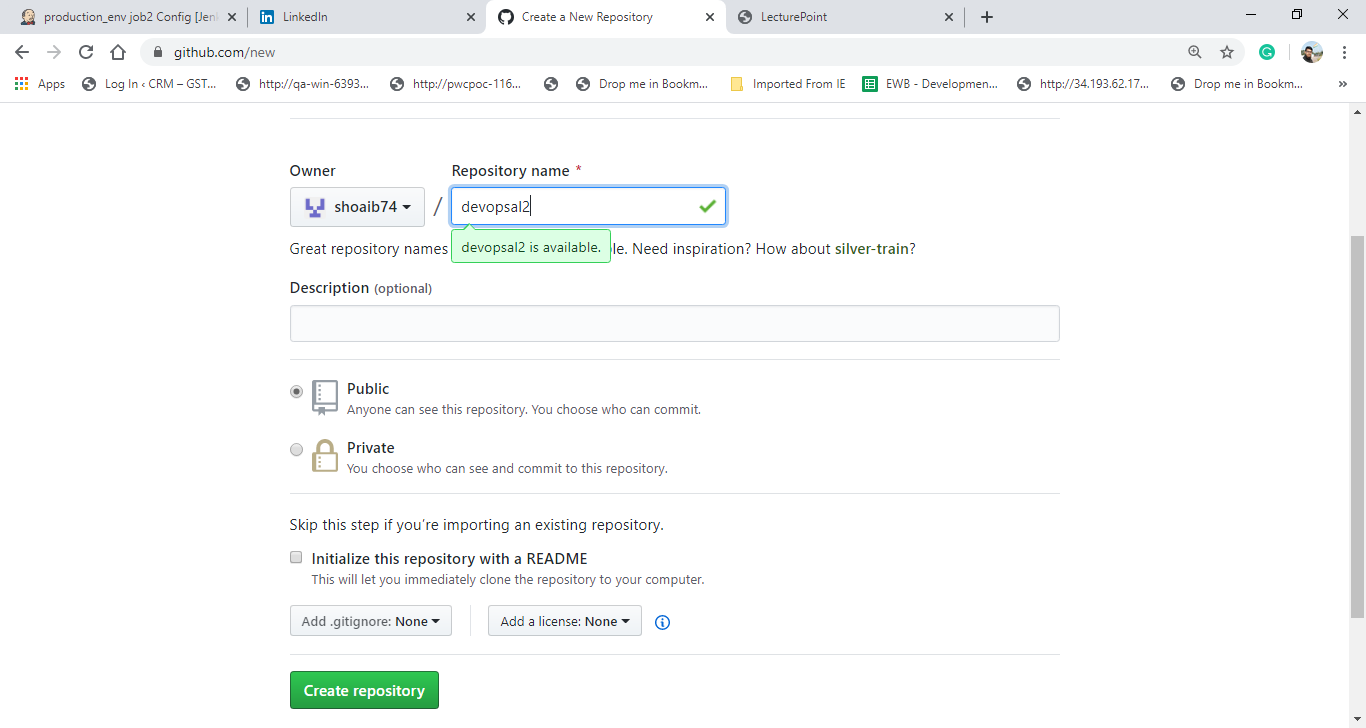 production_env job2 Config [Jen
LinkedIn
Create a New Repository
LecturePoint
github.com/new
Apps
Log In ‹ CRM – GST...
http://qa-win-6393...
http://pwcpoc-116...
Drop me in Bookm...
Imported From IE
EWB - Developmen...
http://34.193.62.17...
Drop me in Bookm...
»
Owner
Repository name *
shoaib74
/
devopsal2
Great repository names
devopsal2 is available.
le. Need inspiration? How about silver-train?
Description (optional)
Public
Anyone can see this repository. You choose who can commit.
Private
You choose who can see and commit to this repository.
Skip this step if you’re importing an existing repository.
Initialize this repository with a README
This will let you immediately clone the repository to your computer.
Add .gitignore: None
Add a license: None
Create repository